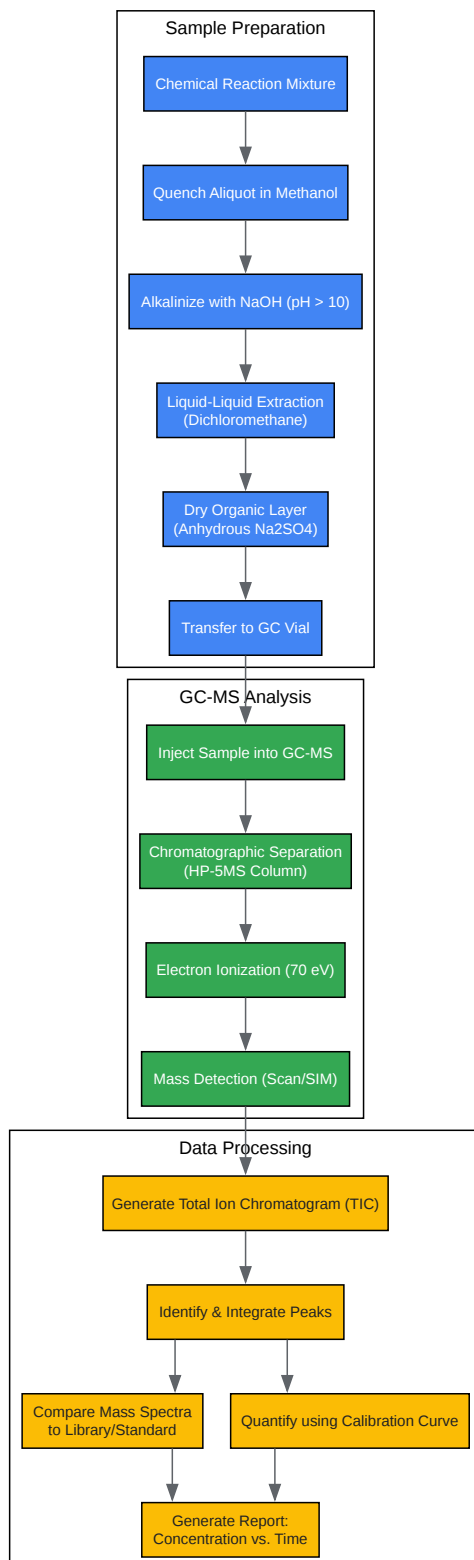 Sample Preparation
Chemical Reaction Mixture
Quench Aliquot in Methanol
Alkalinize with NaOH (pH > 10)
Liquid-Liquid Extraction
(Dichloromethane)
Dry Organic Layer
(Anhydrous Na2SO4)
Transfer to GC Vial
GC-MS Analysis
Inject Sample into GC-MS
Chromatographic Separation
(HP-5MS Column)
Electron Ionization (70 eV)
Mass Detection (Scan/SIM)
Data Processing
Generate Total Ion Chromatogram (TIC)
Identify & Integrate Peaks
Compare Mass Spectra
to Library/Standard
Quantify using Calibration Curve
Generate Report:
Concentration vs. Time